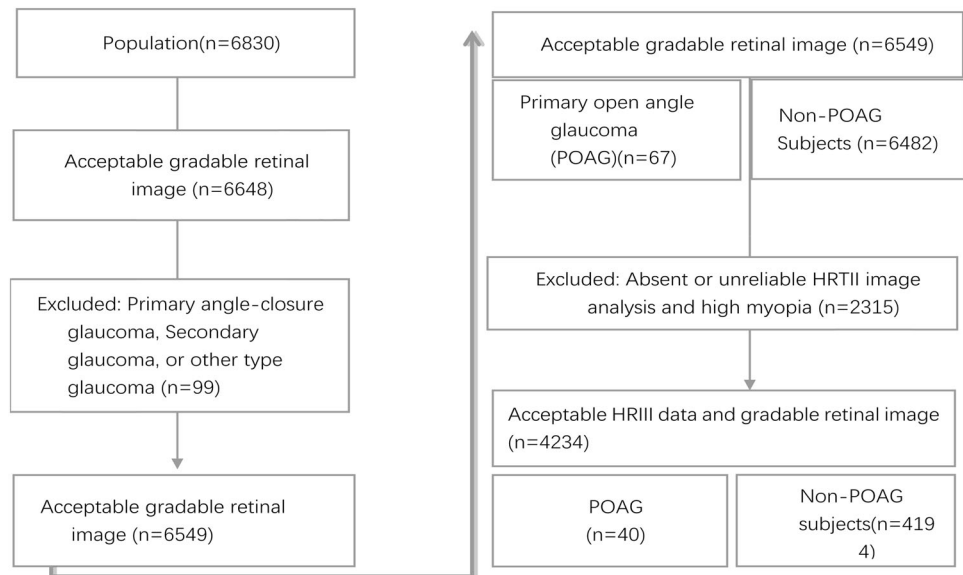 Population(n=6830)
Acceptable gradable retinal
image (n=6648)
Excluded: Primary angle-closure
glaucoma, Secondary
glaucoma, or other type
glaucoma (n=99)
Acceptable gradable retinal
image (n=6549)
Acceptable gradable retinal image (n=6549)
Primary open angle
glaucoma
(POAG)(n=67)
Non-POAG
Subjects (n=6482)
Excluded: Absent or unreliable HRTII image
analysis and high myopia (n=2315)
Acceptable HRIII data and gradable retinal image
(n=4234)
POAG
(n=40)
Non-POAG
subjects(n=419
4)